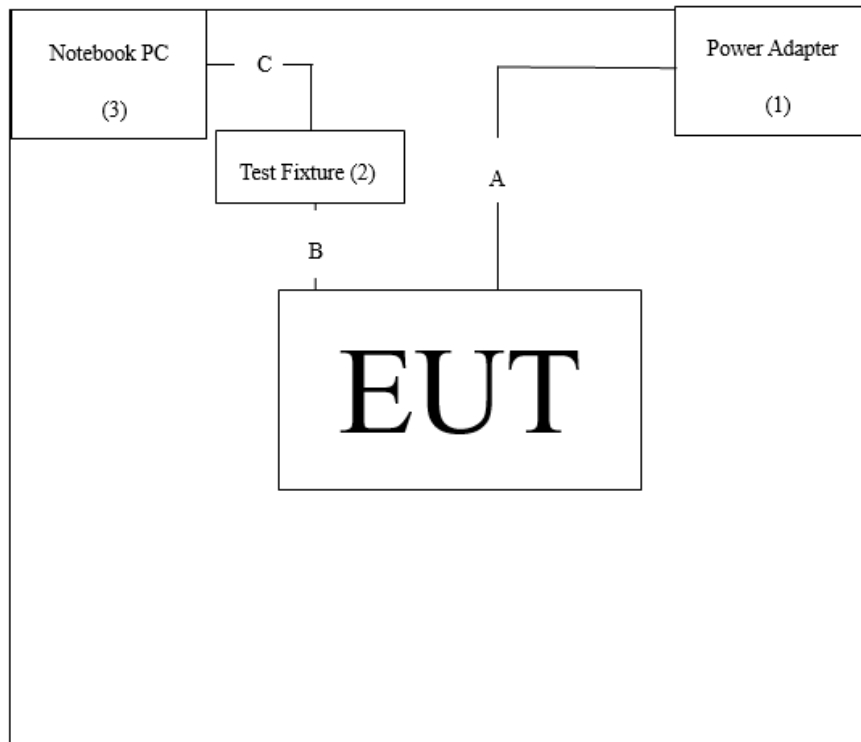 Notebook PC
(3)
C
Power Adapter
(1)
Test Fixture (2)
A
B
EUT